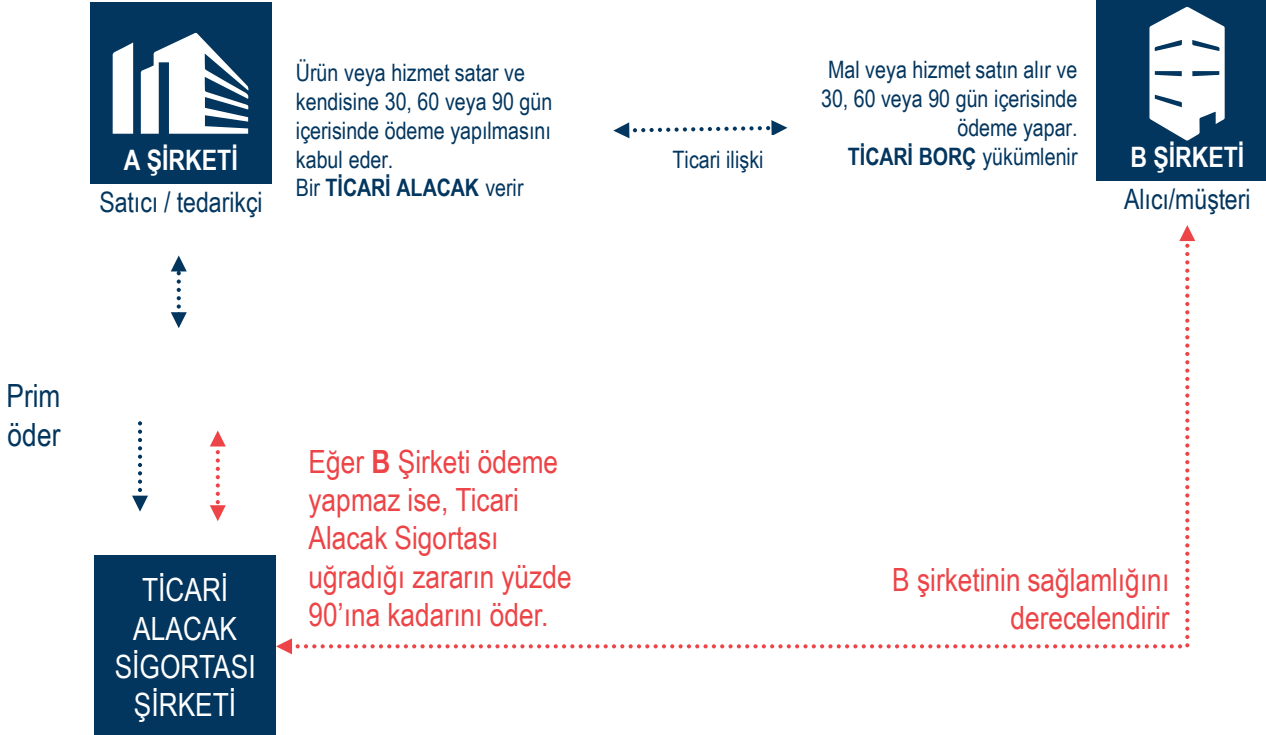 A ŞİRKETİ
Satıcı / tedarikçi
Ürün veya hizmet satar ve
kendisine 30, 60 veya 90 gün
içerisinde ödeme yapılmasını
kabul eder.
Bir TİCARİ ALACAK verir
Ticari ilişki
Mal veya hizmet satın alır ve
30, 60 veya 90 gün içerisinde
ödeme yapar.
TİCARİ BORÇ yükümlenir
B ŞİRKETİ
Alıcı/müşteri
Prim
öder
Eğer B Şirketi ödeme
yapmaz ise, Ticari
Alacak Sigortası
uğradığı zararın yüzde
90’ına kadarını öder.
B şirketinin sağlamlığını
derecelendirir
TİCARİ
ALACAK
SİGORTASI
ŞİRKETİ